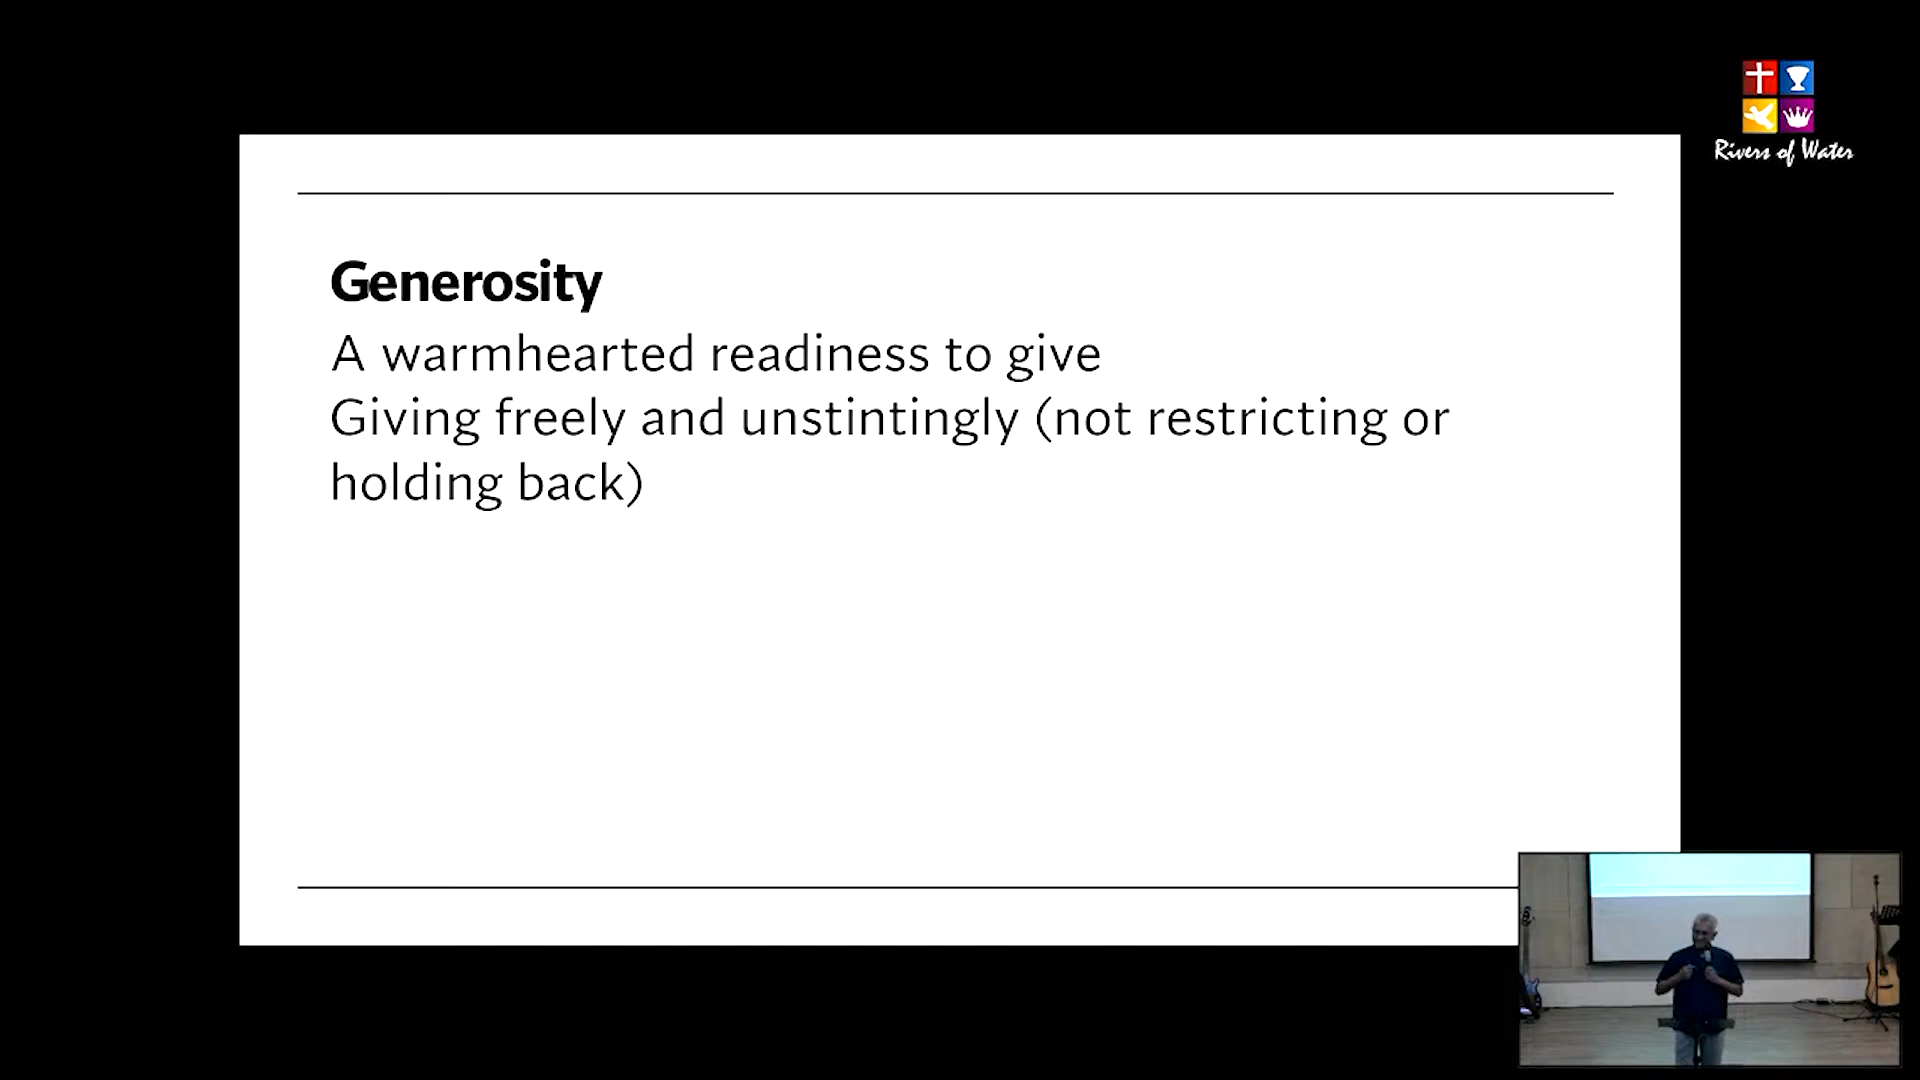 Rivers of Water
Generosity
A warmhearted readiness to give
Giving freely and unstintingly (not restricting or
holding back)